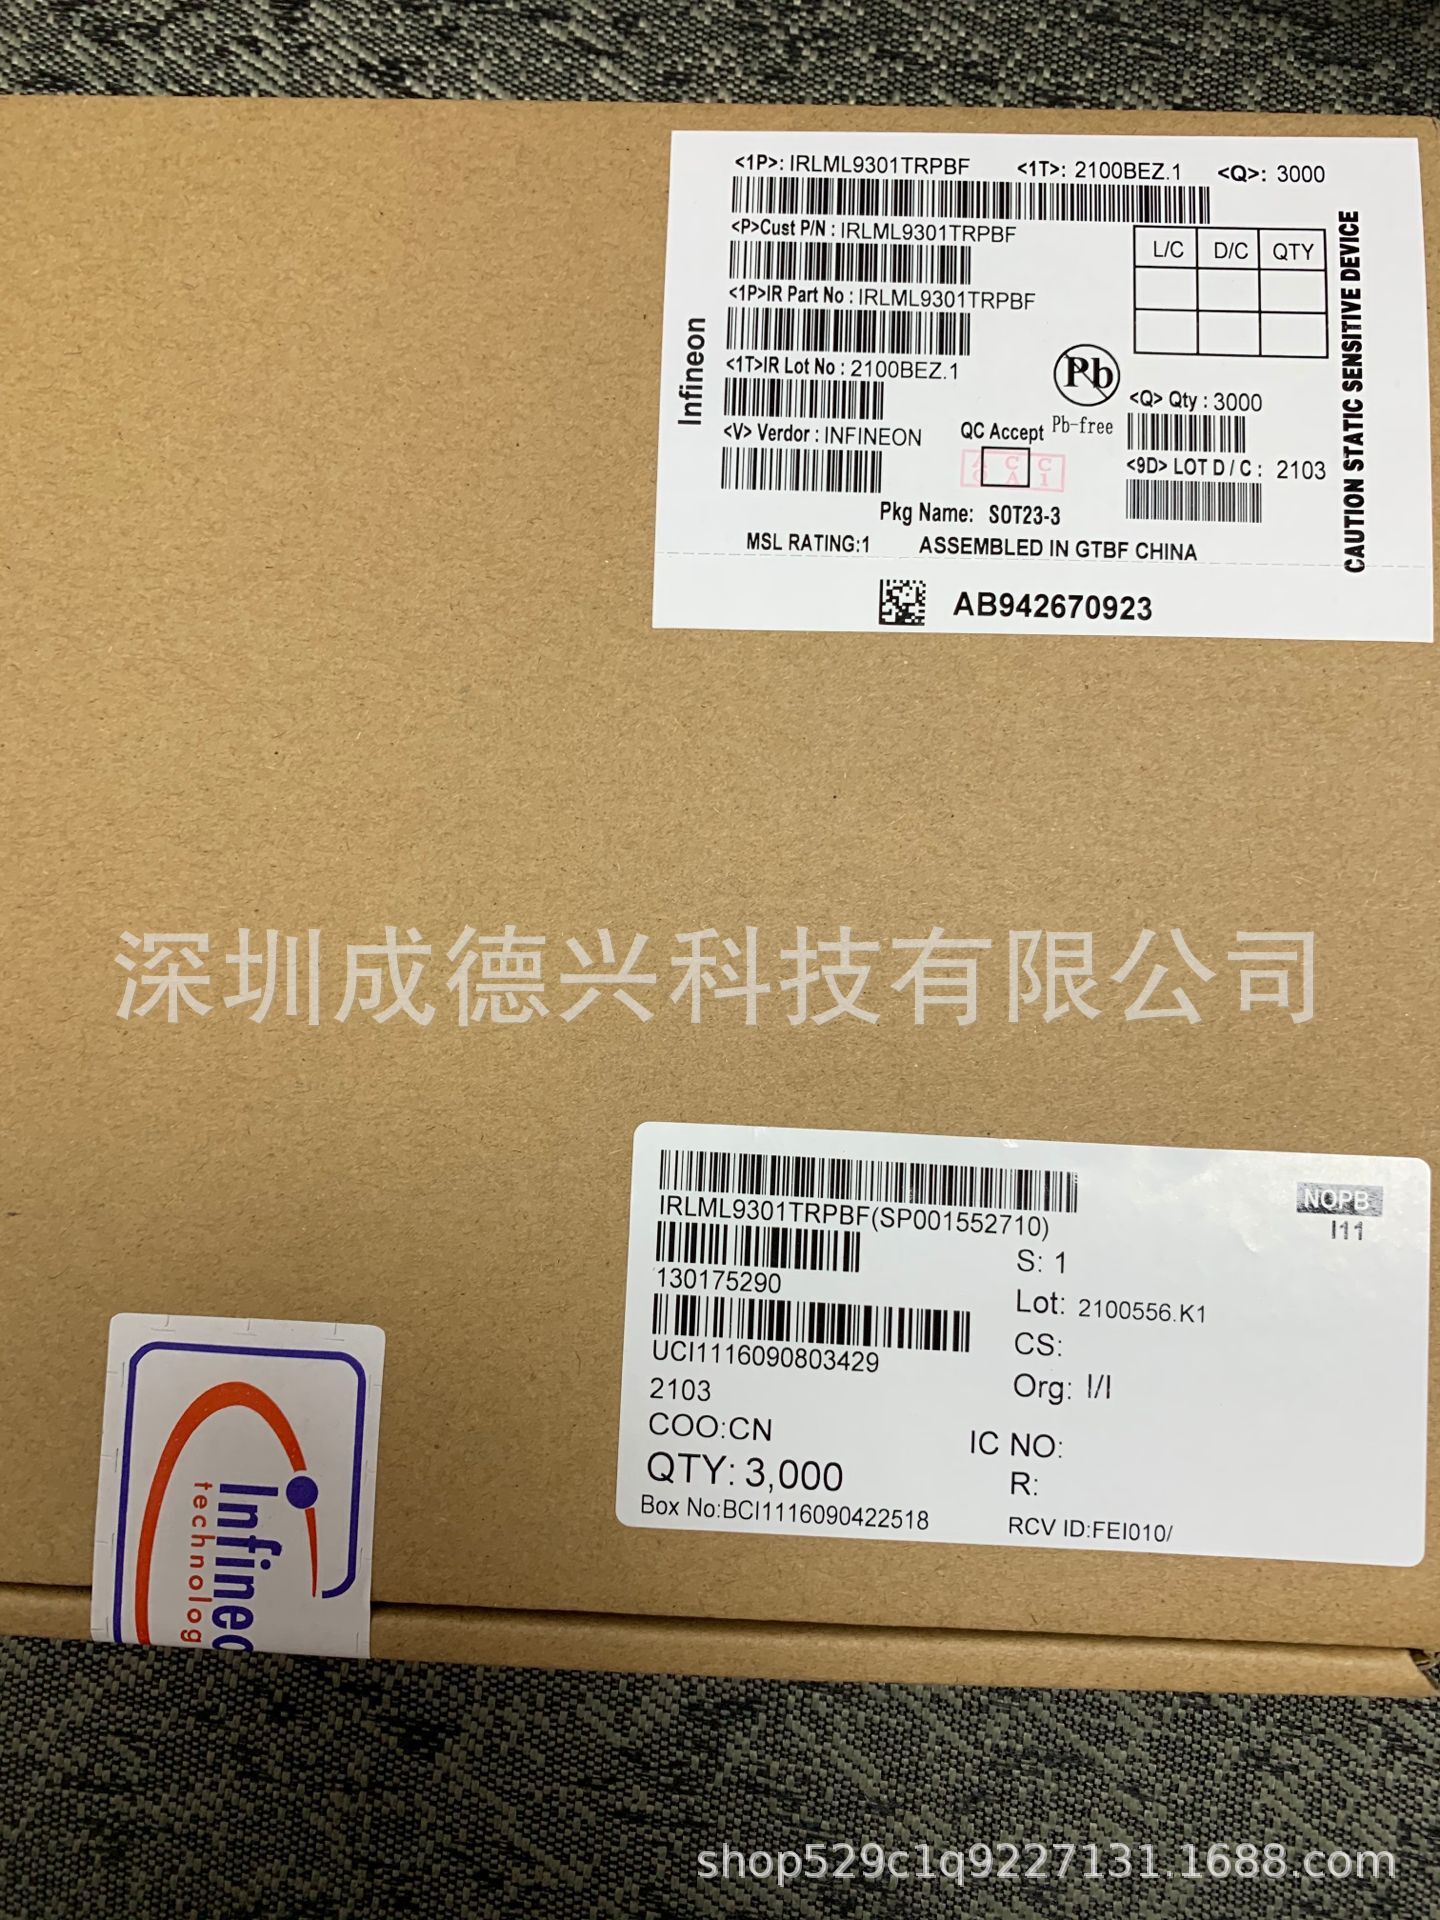 <1P>: IRLML9301TRPBF <1T>: 2100BEZ.1 <Q>: 3000
<P>Cust P/N : IRLML9301TRPBF
L/C D/C QTY
<1P>IR Part No : IRLML9301TRPBF
<1T>IR Lot No : 2100BEZ.1
Pb
Pb-free
<Q> Qty : 3000
<V> Verdor : INFINEON
QC Accept
<9D> LOT D / C : 2103
Pkg Name: SOT23-3
MSL RATING:1 ASSEMBLED IN GTBF CHINA
Infineon
CAUTION STATIC SENSITIVE DEVICE
AB942670923
深圳成德兴科技有限公司
IRLML9301TRPBF(SP001552710)
NOPB
I11
130175290
S: 1
UCI1116090803429
Lot: 2100556.K1
2103
CS:
COO:CN
Org: I/I
QTY: 3,000
IC NO:
R:
Box No:BCI1116090422518
RCV ID:FEI010/
Infineo
technolog
shop529c1q9227131.1688.com